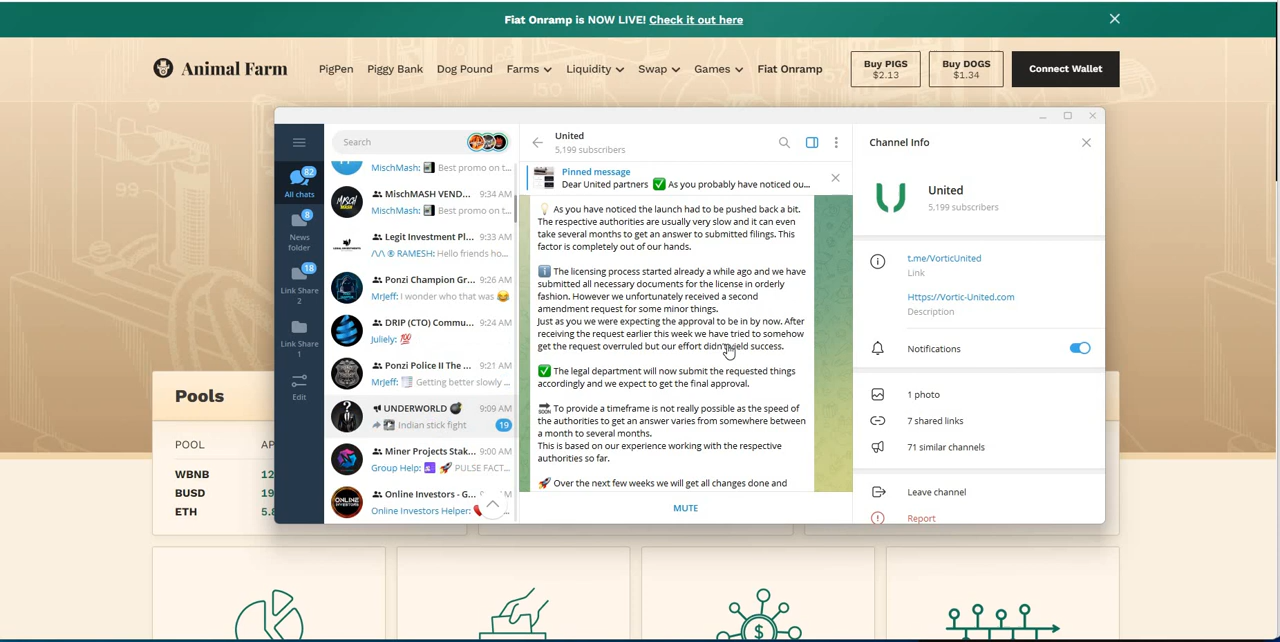 Fiat Onramp is NOW LIVE! Check it out here
Animal Farm
PigPen
Piggy Bank
Dog Pound
Farms
Liquidity
Swap
Games
Fiat Onramp
Buy PIGS
$2.13
Buy DOGS
$1.34
Connect Wallet
82
All chats
8
News
folder
18
Link Share
2
Link Share
1
Edit
Search
MischMash: Best promo on t...
MischMASH VEND... 9:34 AM
MischMash: Best promo on t...
Legit Investment Pl... 9:33 AM
® RAMESH: Hello friends ho...
Ponzi Champion Gr... 9:26 AM
MrJeff: I wonder who that was 😂
DRIP (CTO) Commu... 9:24 AM
Juliely: 💯
Ponzi Police II The ... 9:21 AM
MrJeff: Getting better slowly ...
UNDERWORLD 💣 9:09 AM
Indian stick fight 19
Miner Projects Stak... 9:00 AM
Group Help: 🚀 PULSE FACT...
Online Investors - G...
Online Investors Helper:
ONLINE
INVESTORS
United
5,199 subscribers
Pinned message
Dear United partners ✅ As you probably have noticed ou...
💡 As you have noticed the launch had to be pushed back a bit.
The respective authorities are usually very slow and it can even
take several months to get an answer to submitted filings. This
factor is completely out of our hands.
ℹ️ The licensing process started already a while ago and we have
submitted all necessary documents for the license in orderly
fashion. However we unfortunately received a second
amendment request for some minor things.
Just as we were expecting the approval to be in by now. After
receiving the request earlier this week we have tried to somehow
get the request overruled but our effort didn't yield success.
✅ The legal department will now submit the requested things
accordingly and we expect to get the final approval.
🔜 To provide a timeframe is not really possible as the speed of
the authorities to get an answer varies from somewhere between
a month to several months.
This is based on our experience working with the respective
authorities so far.
🚀 Over the next few weeks we will get all changes done and
MUTE
Channel Info
United
5,199 subscribers
t.me/VorticUnited
Link
Https://Vortic-United.com
Description
Notifications
1 photo
7 shared links
71 similar channels
Leave channel
Report
Pools
POOL
WBNB
BUSD
ETH